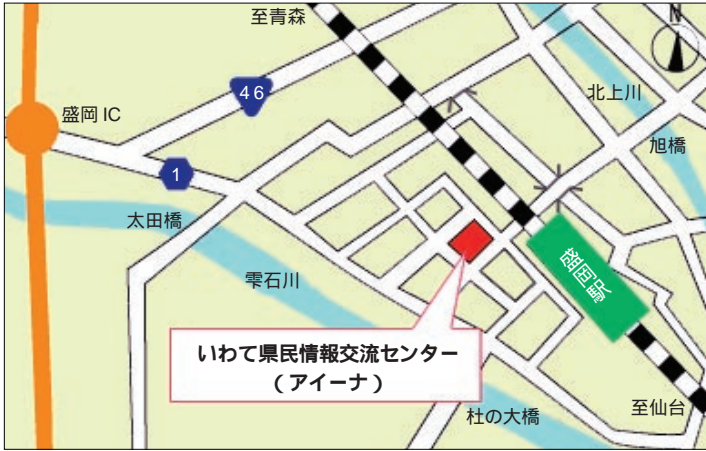 至青森
N
46
北上川
盛岡 IC
旭橋
1
太田橋
盛岡駅
雫石川
いわて県民情報交流センター
（アイーナ）
至仙台
杜の大橋